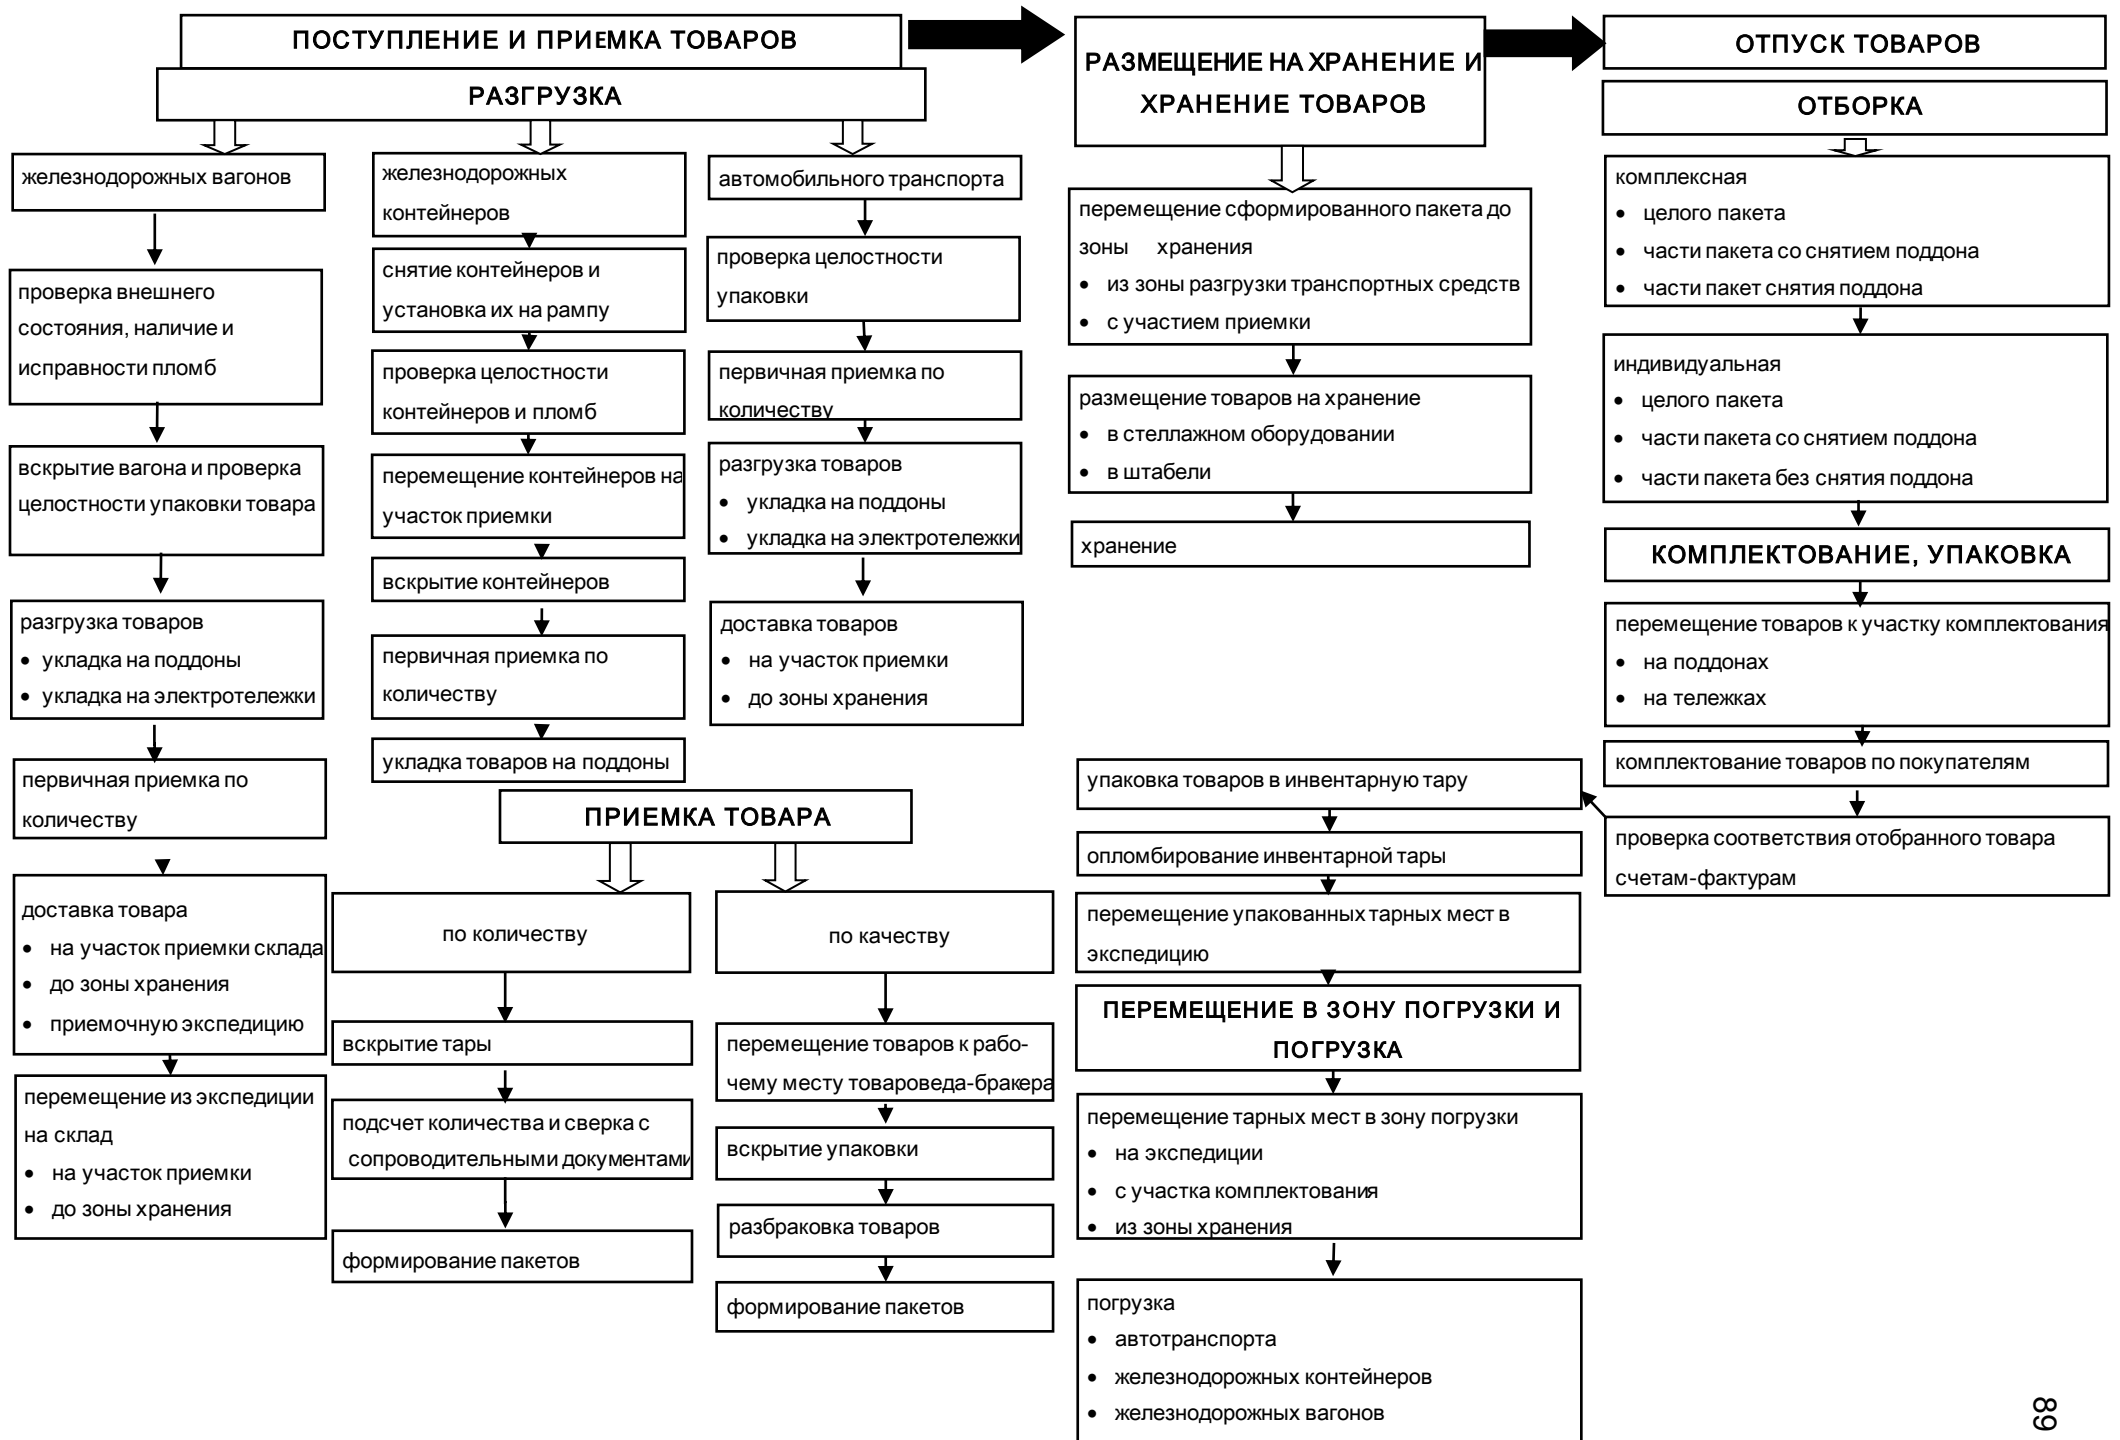 ПОСТУПЛЕНИЕ И ПРИЕМКА ТОВАРОВ
РАЗГРУЗКА
железнодорожных вагонов
проверка внешнего
состояния, наличие и
исправности пломб
вскрытие вагона и проверка
целостности упаковки товара
разгрузка товаров
• укладка на поддоны
• укладка на электротележки
первичная приемка по
количеству
доставка товара
• на участок приемки склада
• до зоны хранения
• приемочную экспедицию
перемещение из экспедиции
на склад
• на участок приемки
• до зоны хранения
железнодорожных
контейнеров
снятие контейнеров и
установка их на рампу
проверка целостности
контейнеров и пломб
перемещение контейнеров на
участок приемки
вскрытие контейнеров
первичная приемка по
количеству
укладка товаров на поддоны
автомобильного транспорта
проверка целостности
упаковки
первичная приемка по
количеству
разгрузка товаров
• укладка на поддоны
• укладка на электротележки
доставка товаров
• на участок приемки
• до зоны хранения
ПРИЕМКА ТОВАРА
по количеству
вскрытие тары
подсчет количества и сверка с
сопроводительными документами
формирование пакетов
по качеству
перемещение товаров к рабо-
чему месту товароведа-бракера
вскрытие упаковки
разбраковка товаров
формирование пакетов
РАЗМЕЩЕНИЕ НА ХРАНЕНИЕ И
ХРАНЕНИЕ ТОВАРОВ
перемещение сформированного пакета до
зоны хранения
• из зоны разгрузки транспортных средств
• с участием приемки
размещение товаров на хранение
• в стеллажном оборудовании
• в штабели
хранение
ОТПУСК ТОВАРОВ
ОТБОРКА
комплексная
• целого пакета
• части пакета со снятием поддона
• части пакет снятия поддона
индивидуальная
• целого пакета
• части пакета со снятием поддона
• части пакета без снятия поддона
КОМПЛЕКТОВАНИЕ, УПАКОВКА
перемещение товаров к участку комплектования
• на поддонах
• на тележках
комплектование товаров по покупателям
проверка соответствия отобранного товара
счетам-фактурам
упаковка товаров в инвентарную тару
опломбирование инвентарной тары
перемещение упакованных тарных мест в
экспедицию
ПЕРЕМЕЩЕНИЕ В ЗОНУ ПОГРУЗКИ И
ПОГРУЗКА
перемещение тарных мест в зону погрузки
• на экспедиции
• с участка комплектования
• из зоны хранения
погрузка
• автотранспорта
• железнодорожных контейнеров
• железнодорожных вагонов
89